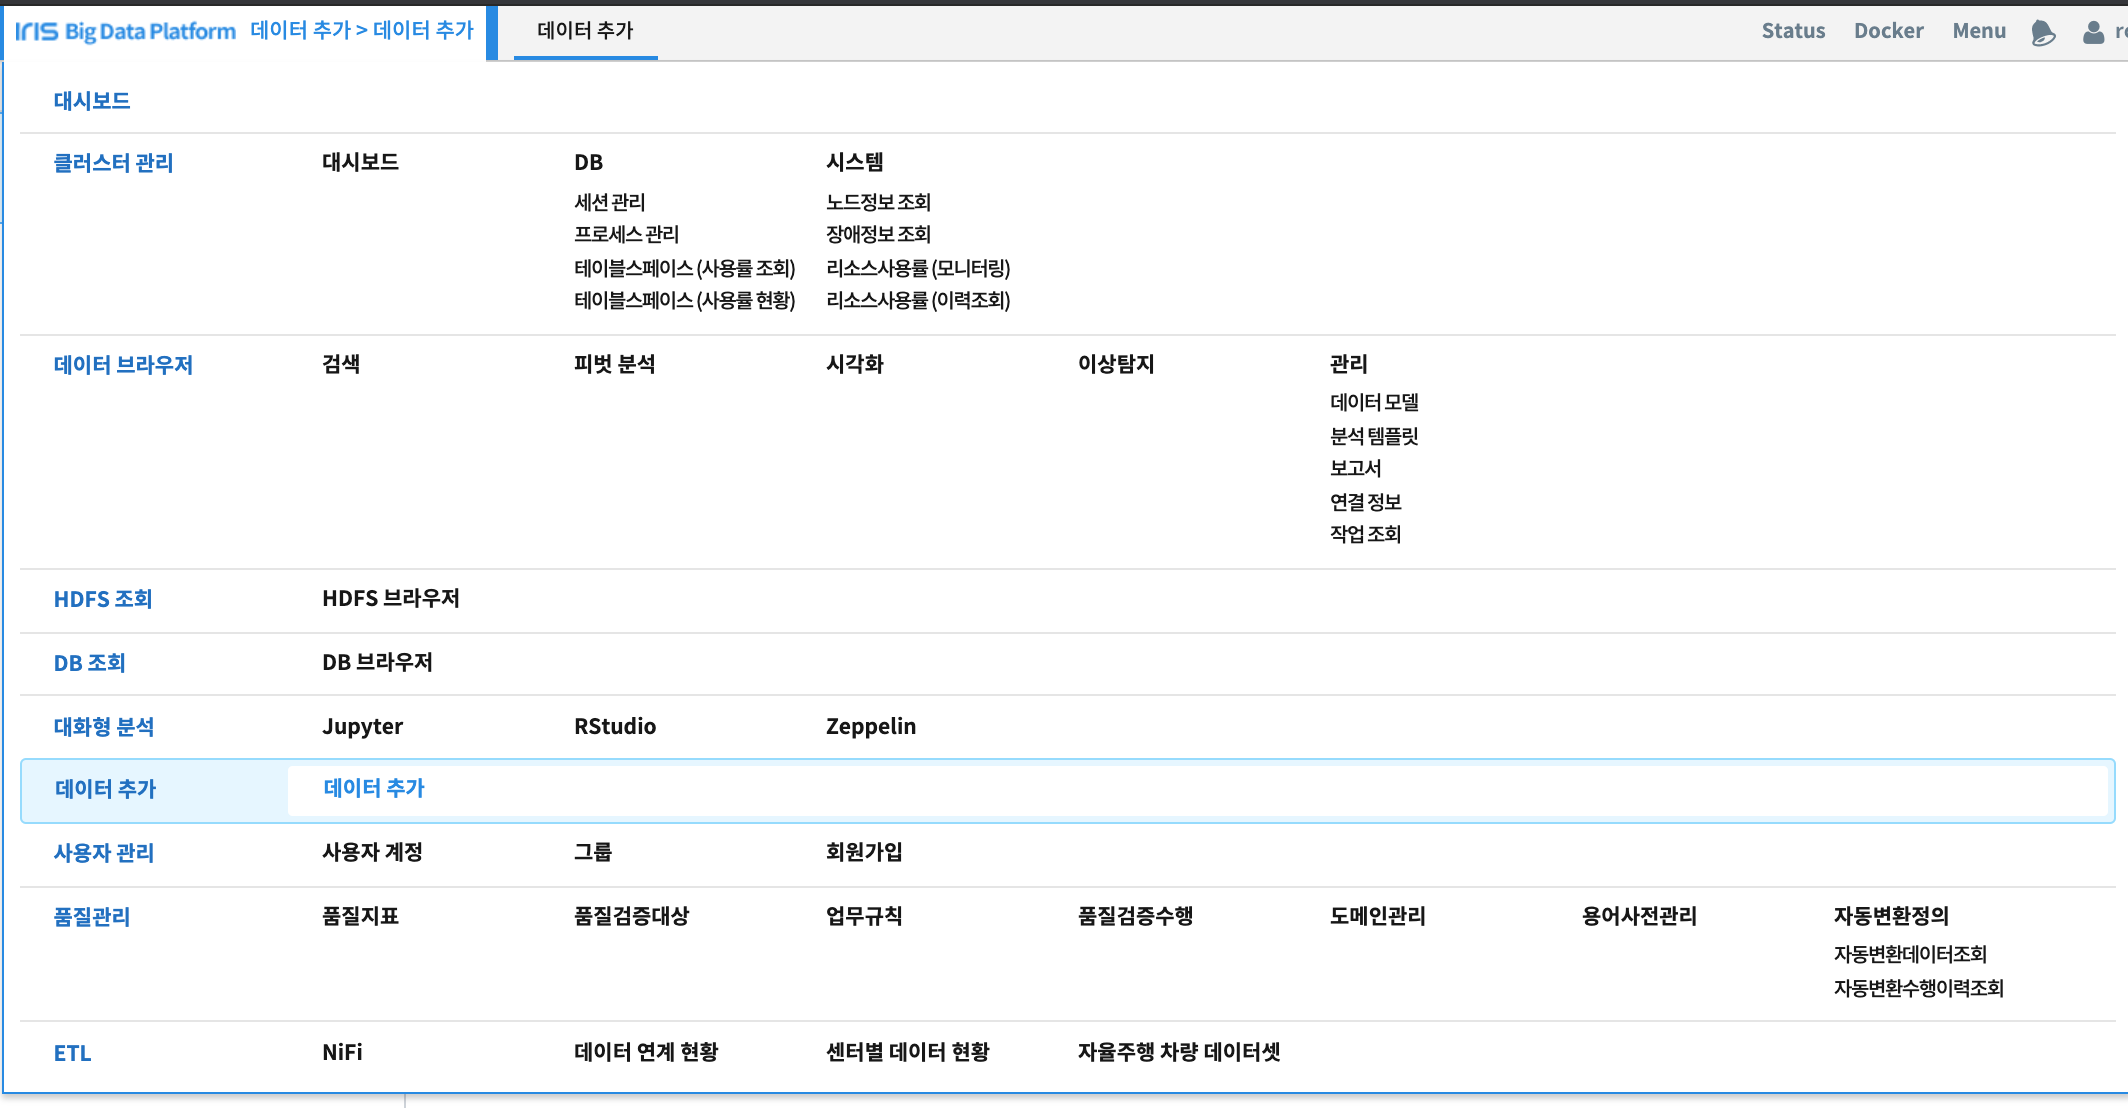 IRIS Big Data Platform 데이터 추가 > 데이터 추가 데이터 추가 Status Docker Menu
대시보드
클러스터 관리 대시보드 DB 시스템
세션 관리 노드정보 조회
프로세스 관리 장애정보 조회
테이블스페이스 (사용률 조회) 리소스사용률 (모니터링)
테이블스페이스 (사용률 현황) 리소스사용률 (이력조회)
데이터 브라우저 검색 피벗 분석 시각화 이상탐지 관리
데이터 모델
분석 템플릿
보고서
연결 정보
작업 조회
HDFS 조회 HDFS 브라우저
DB 조회 DB 브라우저
대화형 분석 Jupyter RStudio Zeppelin
데이터 추가 데이터 추가
사용자 관리 사용자 계정 그룹 회원가입
품질관리 품질지표 품질검증대상 업무규칙 품질검증수행 도메인관리 용어사전관리 자동변환정의
자동변환데이터조회
자동변환수행이력조회
ETL NiFi 데이터 연계 현황 센터별 데이터 현황 자율주행 차량 데이터셋